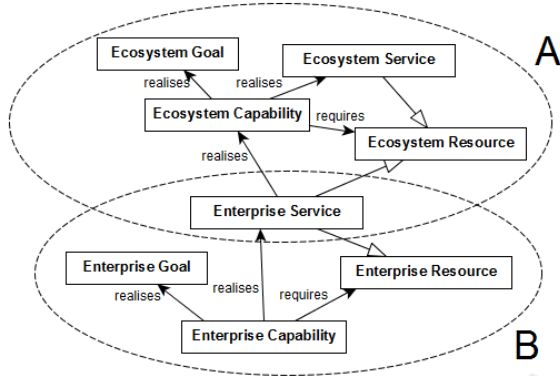 A
Ecosystem Goal
Ecosystem Service
realises
realises
Ecosystem Capability
requires
Ecosystem Resource
realises
Enterprise Service
Enterprise Goal
Enterprise Resource
realises
realises
requires
Enterprise Capability
B